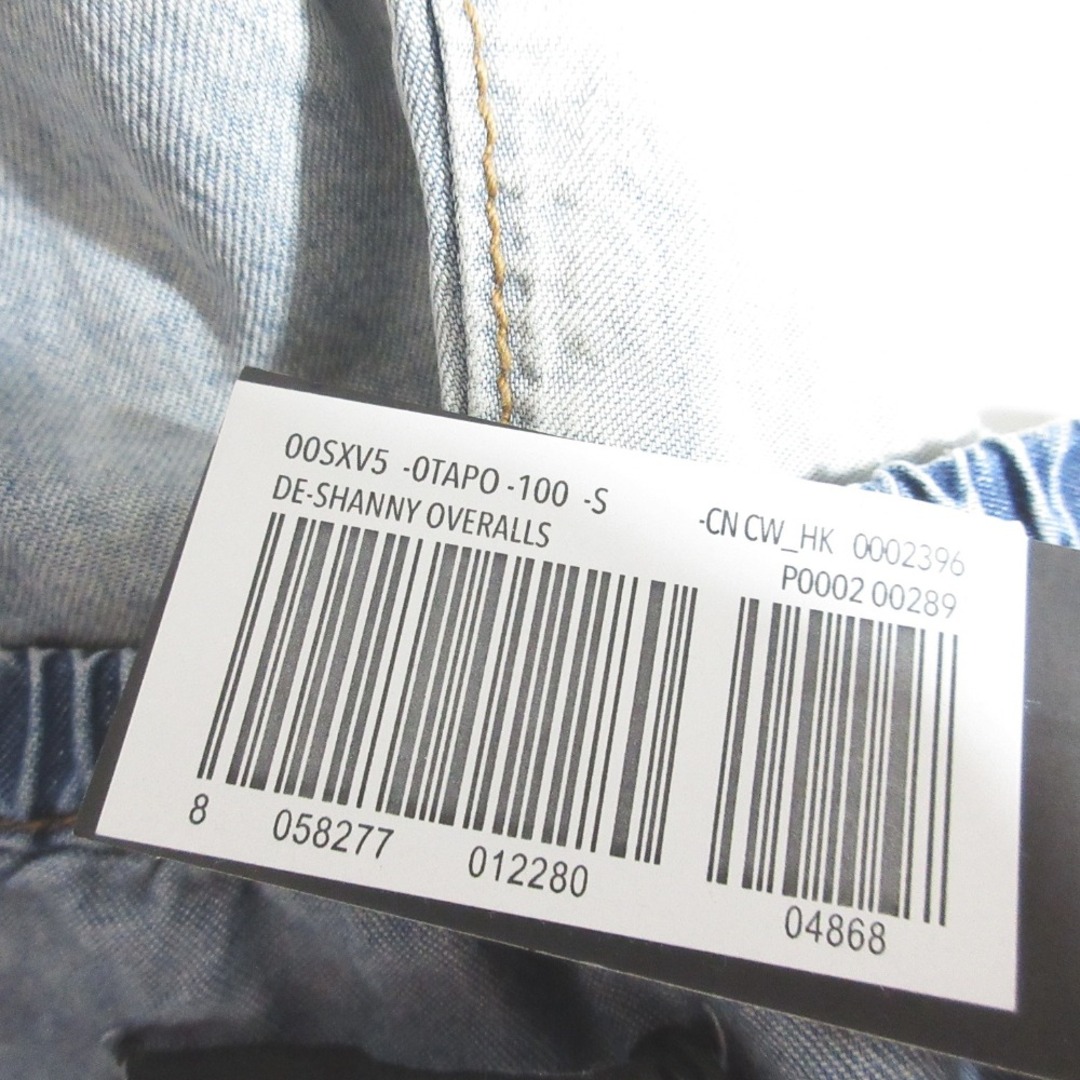 00SXV5 -0TAPO -100 -S -CN CW_HK 0002396
DE-SHANNY OVERALLS P0002 00289
8 058277 012280 04868